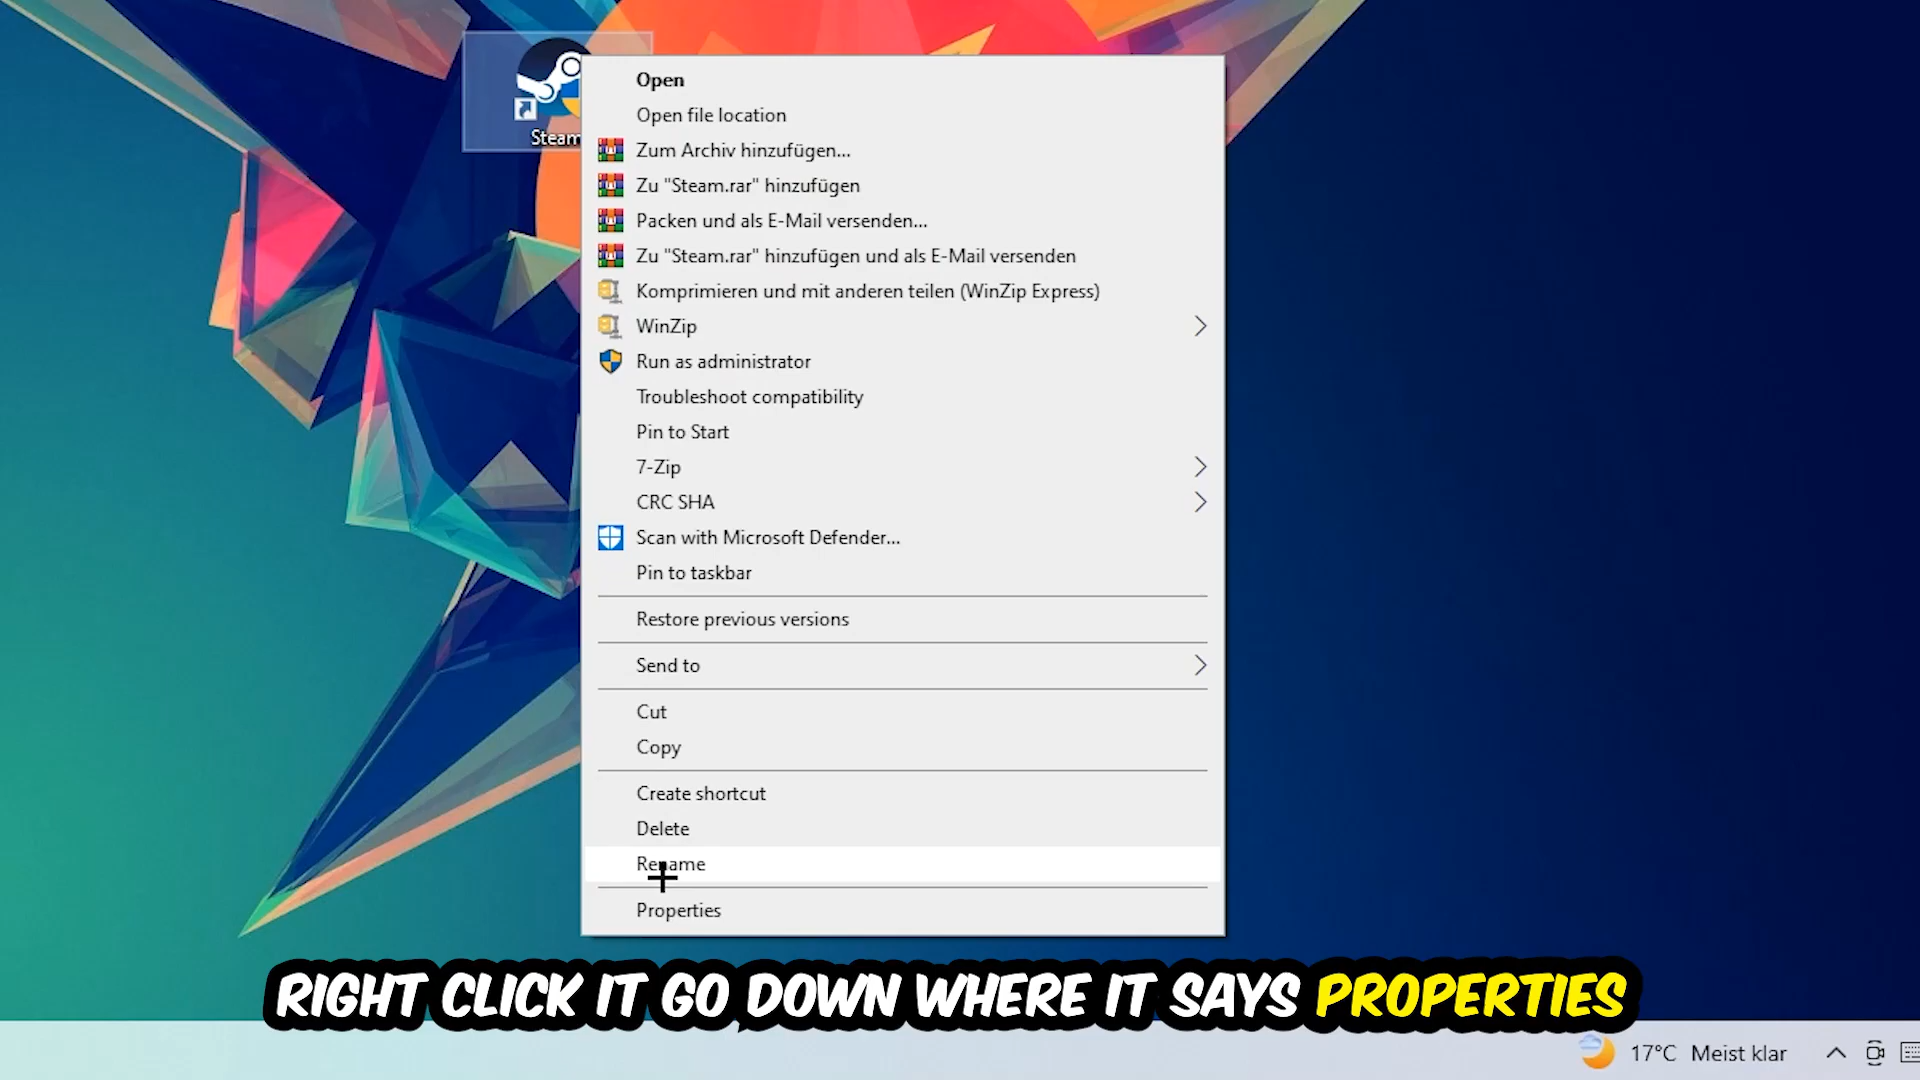 Steam
Open
Open file location
Zum Archiv hinzufügen...
Zu "Steam.rar" hinzufügen
Packen und als E-Mail versenden...
Zu "Steam.rar" hinzufügen und als E-Mail versenden
Komprimieren und mit anderen teilen (WinZip Express)
WinZip
Run as administrator
Troubleshoot compatibility
Pin to Start
7-Zip
CRC SHA
Scan with Microsoft Defender...
Pin to taskbar
Restore previous versions
Send to
Cut
Copy
Create shortcut
Delete
Rename
Properties
RIGHT CLICK IT GO DOWN WHERE IT SAYS PROPERTIES
17°C Meist klar